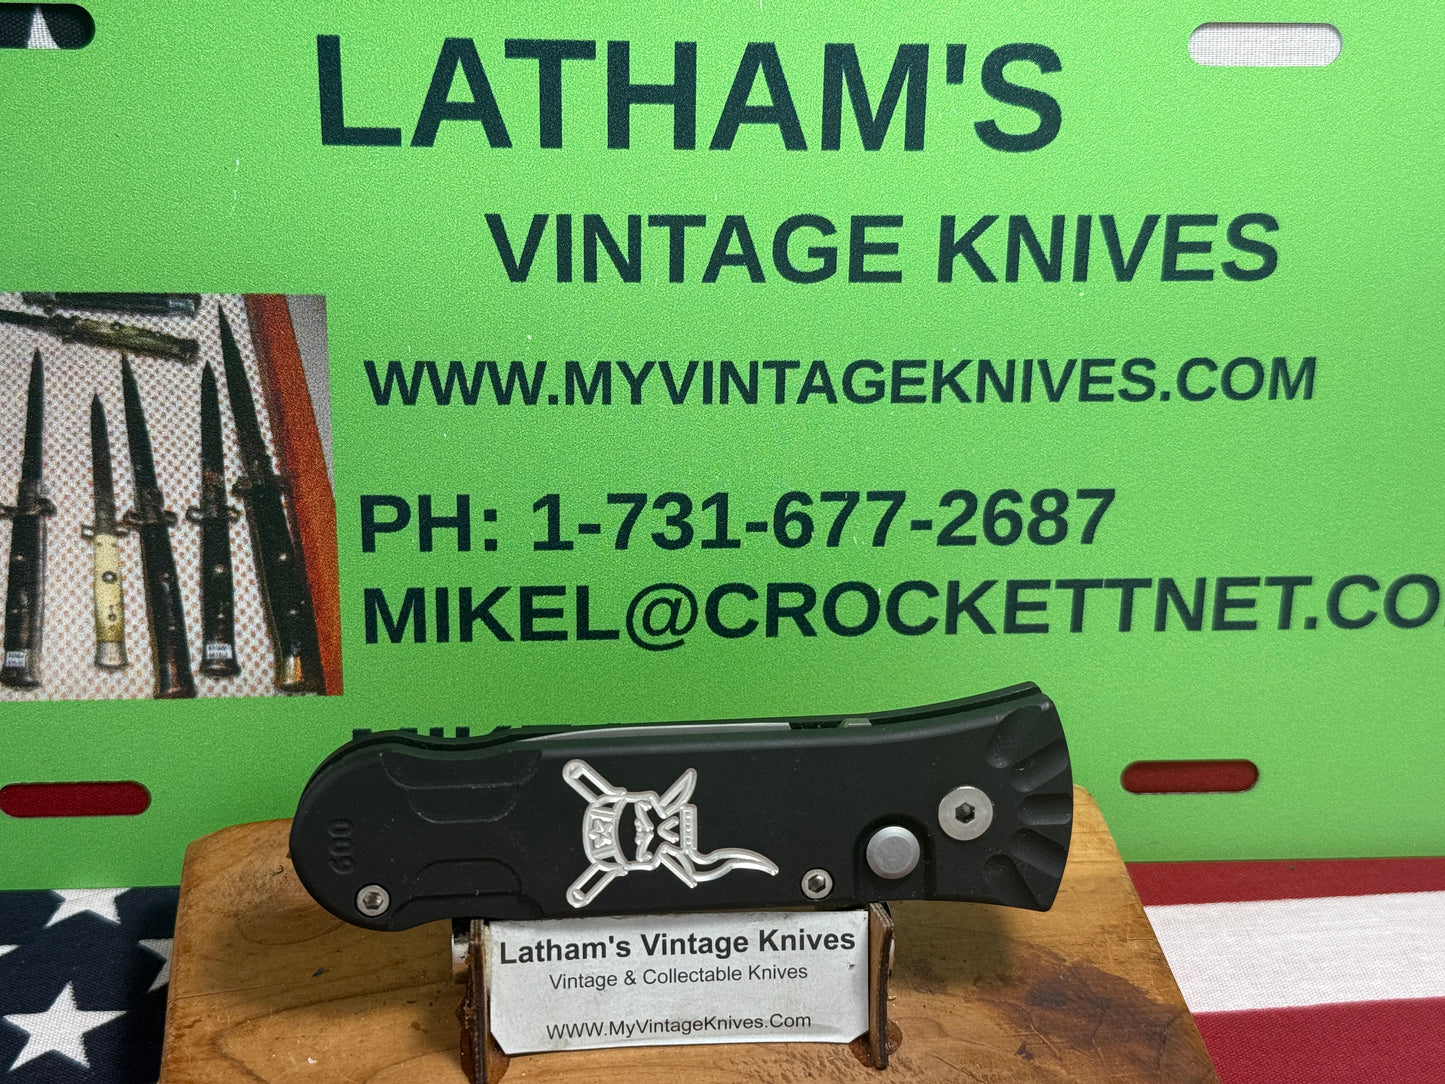 LATHAM'S
VINTAGE KNIVES
WWW.MYVINTAGEKNIVES.COM
PH: 1-731-677-2687
MIKEL@CROCKETTNET.CO
600
Latham's Vintage Knives
Vintage & Collectable Knives
WWW.MyVintageKnives.Com